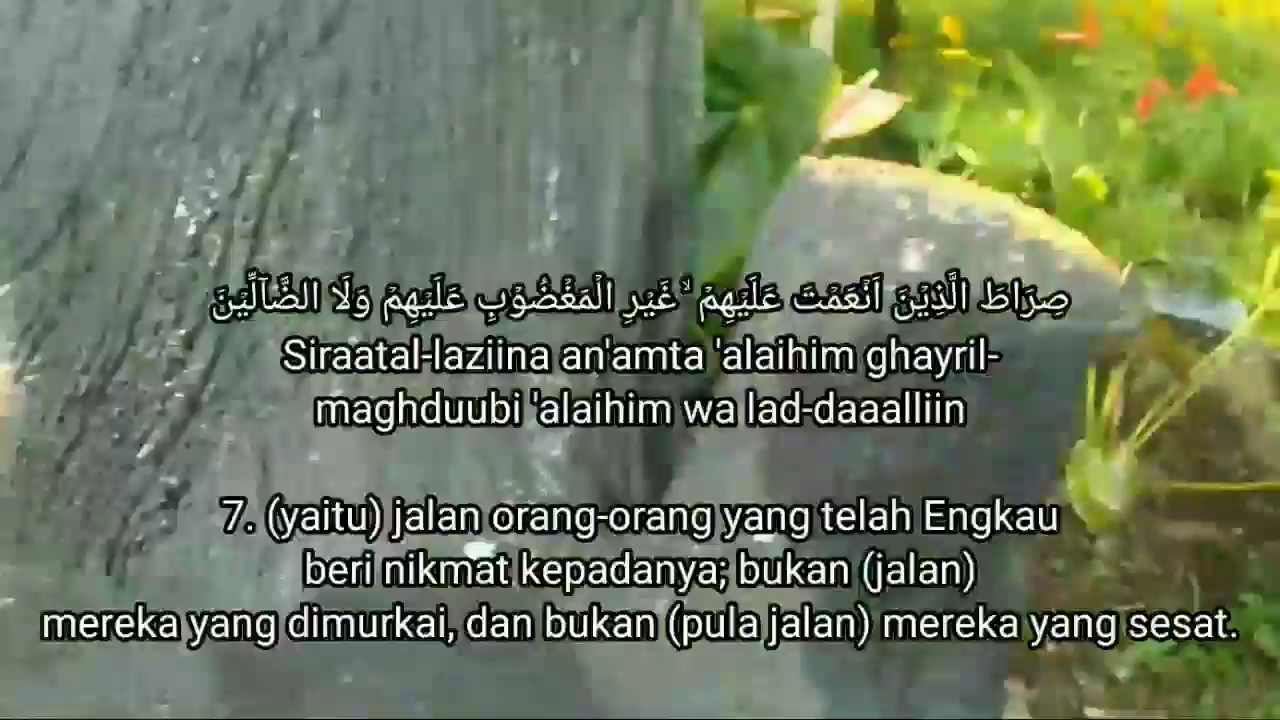 صِرَاطَ الَّذِيْنَ اَنْعَمْتَ عَلَيْهِمْ ەۙ غَيْرِ الْمَغْضُوْبِ عَلَيْهِمْ وَلَا الضَّاۤلِّيْنَ
Siraatal-laziina an'amta 'alaihim ghayril-
maghduubi 'alaihim wa lad-daaalliin
7. (yaitu) jalan orang-orang yang telah Engkau
beri nikmat kepadanya; bukan (jalan)
mereka yang dimurkai, dan bukan (pula jalan) mereka yang sesat.